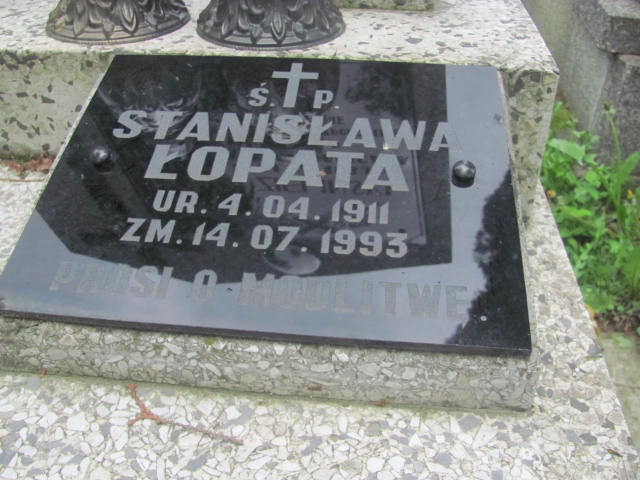 Ś. P.
STANISŁAWA
ŁOPATA
UR. 4.04.1911
ZM. 14.07.1993
PROSI O MODLITWĘ